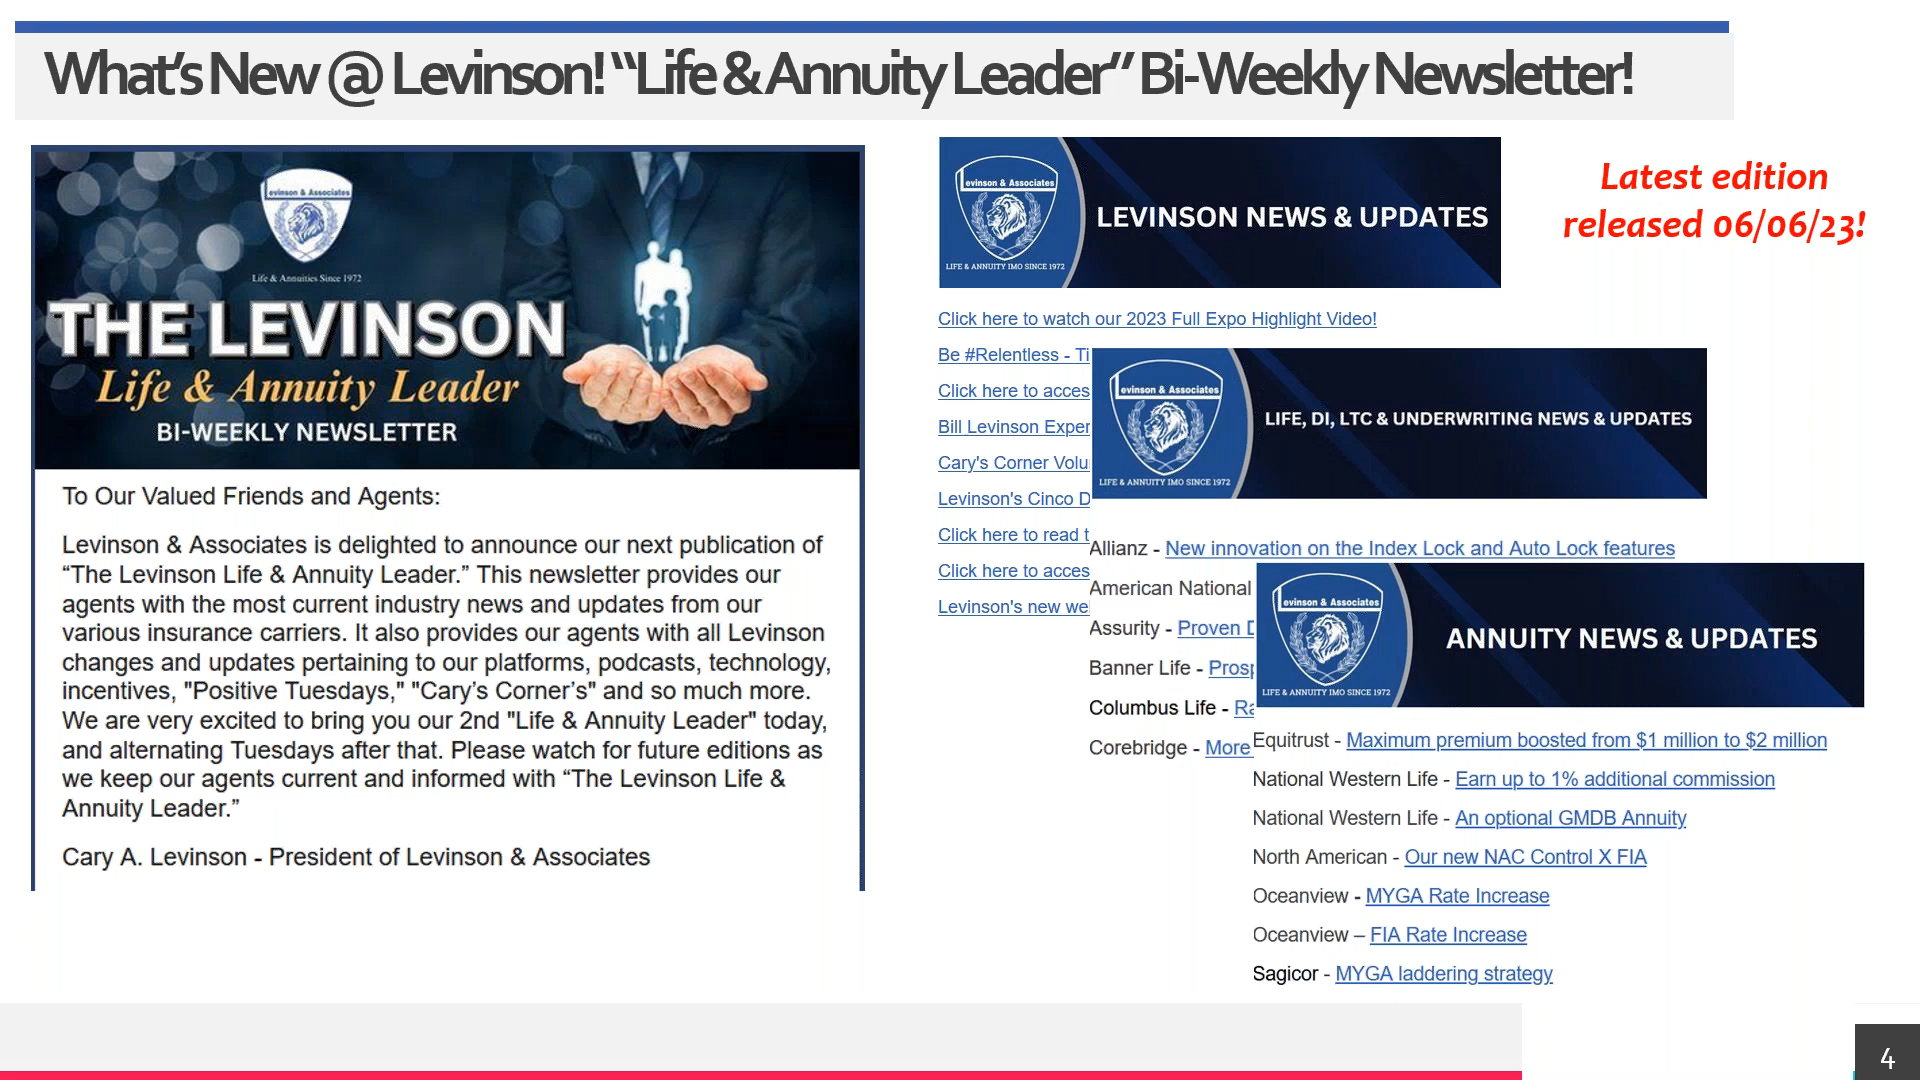 What's New @ Levinson! “Life & Annuity Leader” Bi-Weekly Newsletter!
Levinson & Associates
Life & Annuities Since 1972
THE LEVINSON
Life & Annuity Leader
BI-WEEKLY NEWSLETTER
To Our Valued Friends and Agents:
Levinson & Associates is delighted to announce our next publication of
“The Levinson Life & Annuity Leader.” This newsletter provides our
agents with the most current industry news and updates from our
various insurance carriers. It also provides our agents with all Levinson
changes and updates pertaining to our platforms, podcasts, technology,
incentives, "Positive Tuesdays," "Cary’s Corner’s" and so much more.
We are very excited to bring you our 2nd "Life & Annuity Leader" today,
and alternating Tuesdays after that. Please watch for future editions as
we keep our agents current and informed with “The Levinson Life &
Annuity Leader.”
Cary A. Levinson - President of Levinson & Associates
Levinson & Associates
LIFE & ANNUITY IMO SINCE 1972
LEVINSON NEWS & UPDATES
Latest edition
released 06/06/23!
Click here to watch our 2023 Full Expo Highlight Video!
Be #Relentless - Ti
Click here to acces
Bill Levinson Exper
Cary's Corner Volu
Levinson's Cinco D
Click here to read t
Click here to acces
Levinson's new we
Levinson & Associates
LIFE & ANNUITY IMO SINCE 1972
LIFE, DI, LTC & UNDERWRITING NEWS & UPDATES
Allianz - New innovation on the Index Lock and Auto Lock features
American National
Assurity - Proven D
Banner Life - Prosp
Columbus Life - Ra
Corebridge - More
Levinson & Associates
LIFE & ANNUITY IMO SINCE 1972
ANNUITY NEWS & UPDATES
Equitrust - Maximum premium boosted from $1 million to $2 million
National Western Life - Earn up to 1% additional commission
National Western Life - An optional GMDB Annuity
North American - Our new NAC Control X FIA
Oceanview - MYGA Rate Increase
Oceanview – FIA Rate Increase
Sagicor - MYGA laddering strategy
4